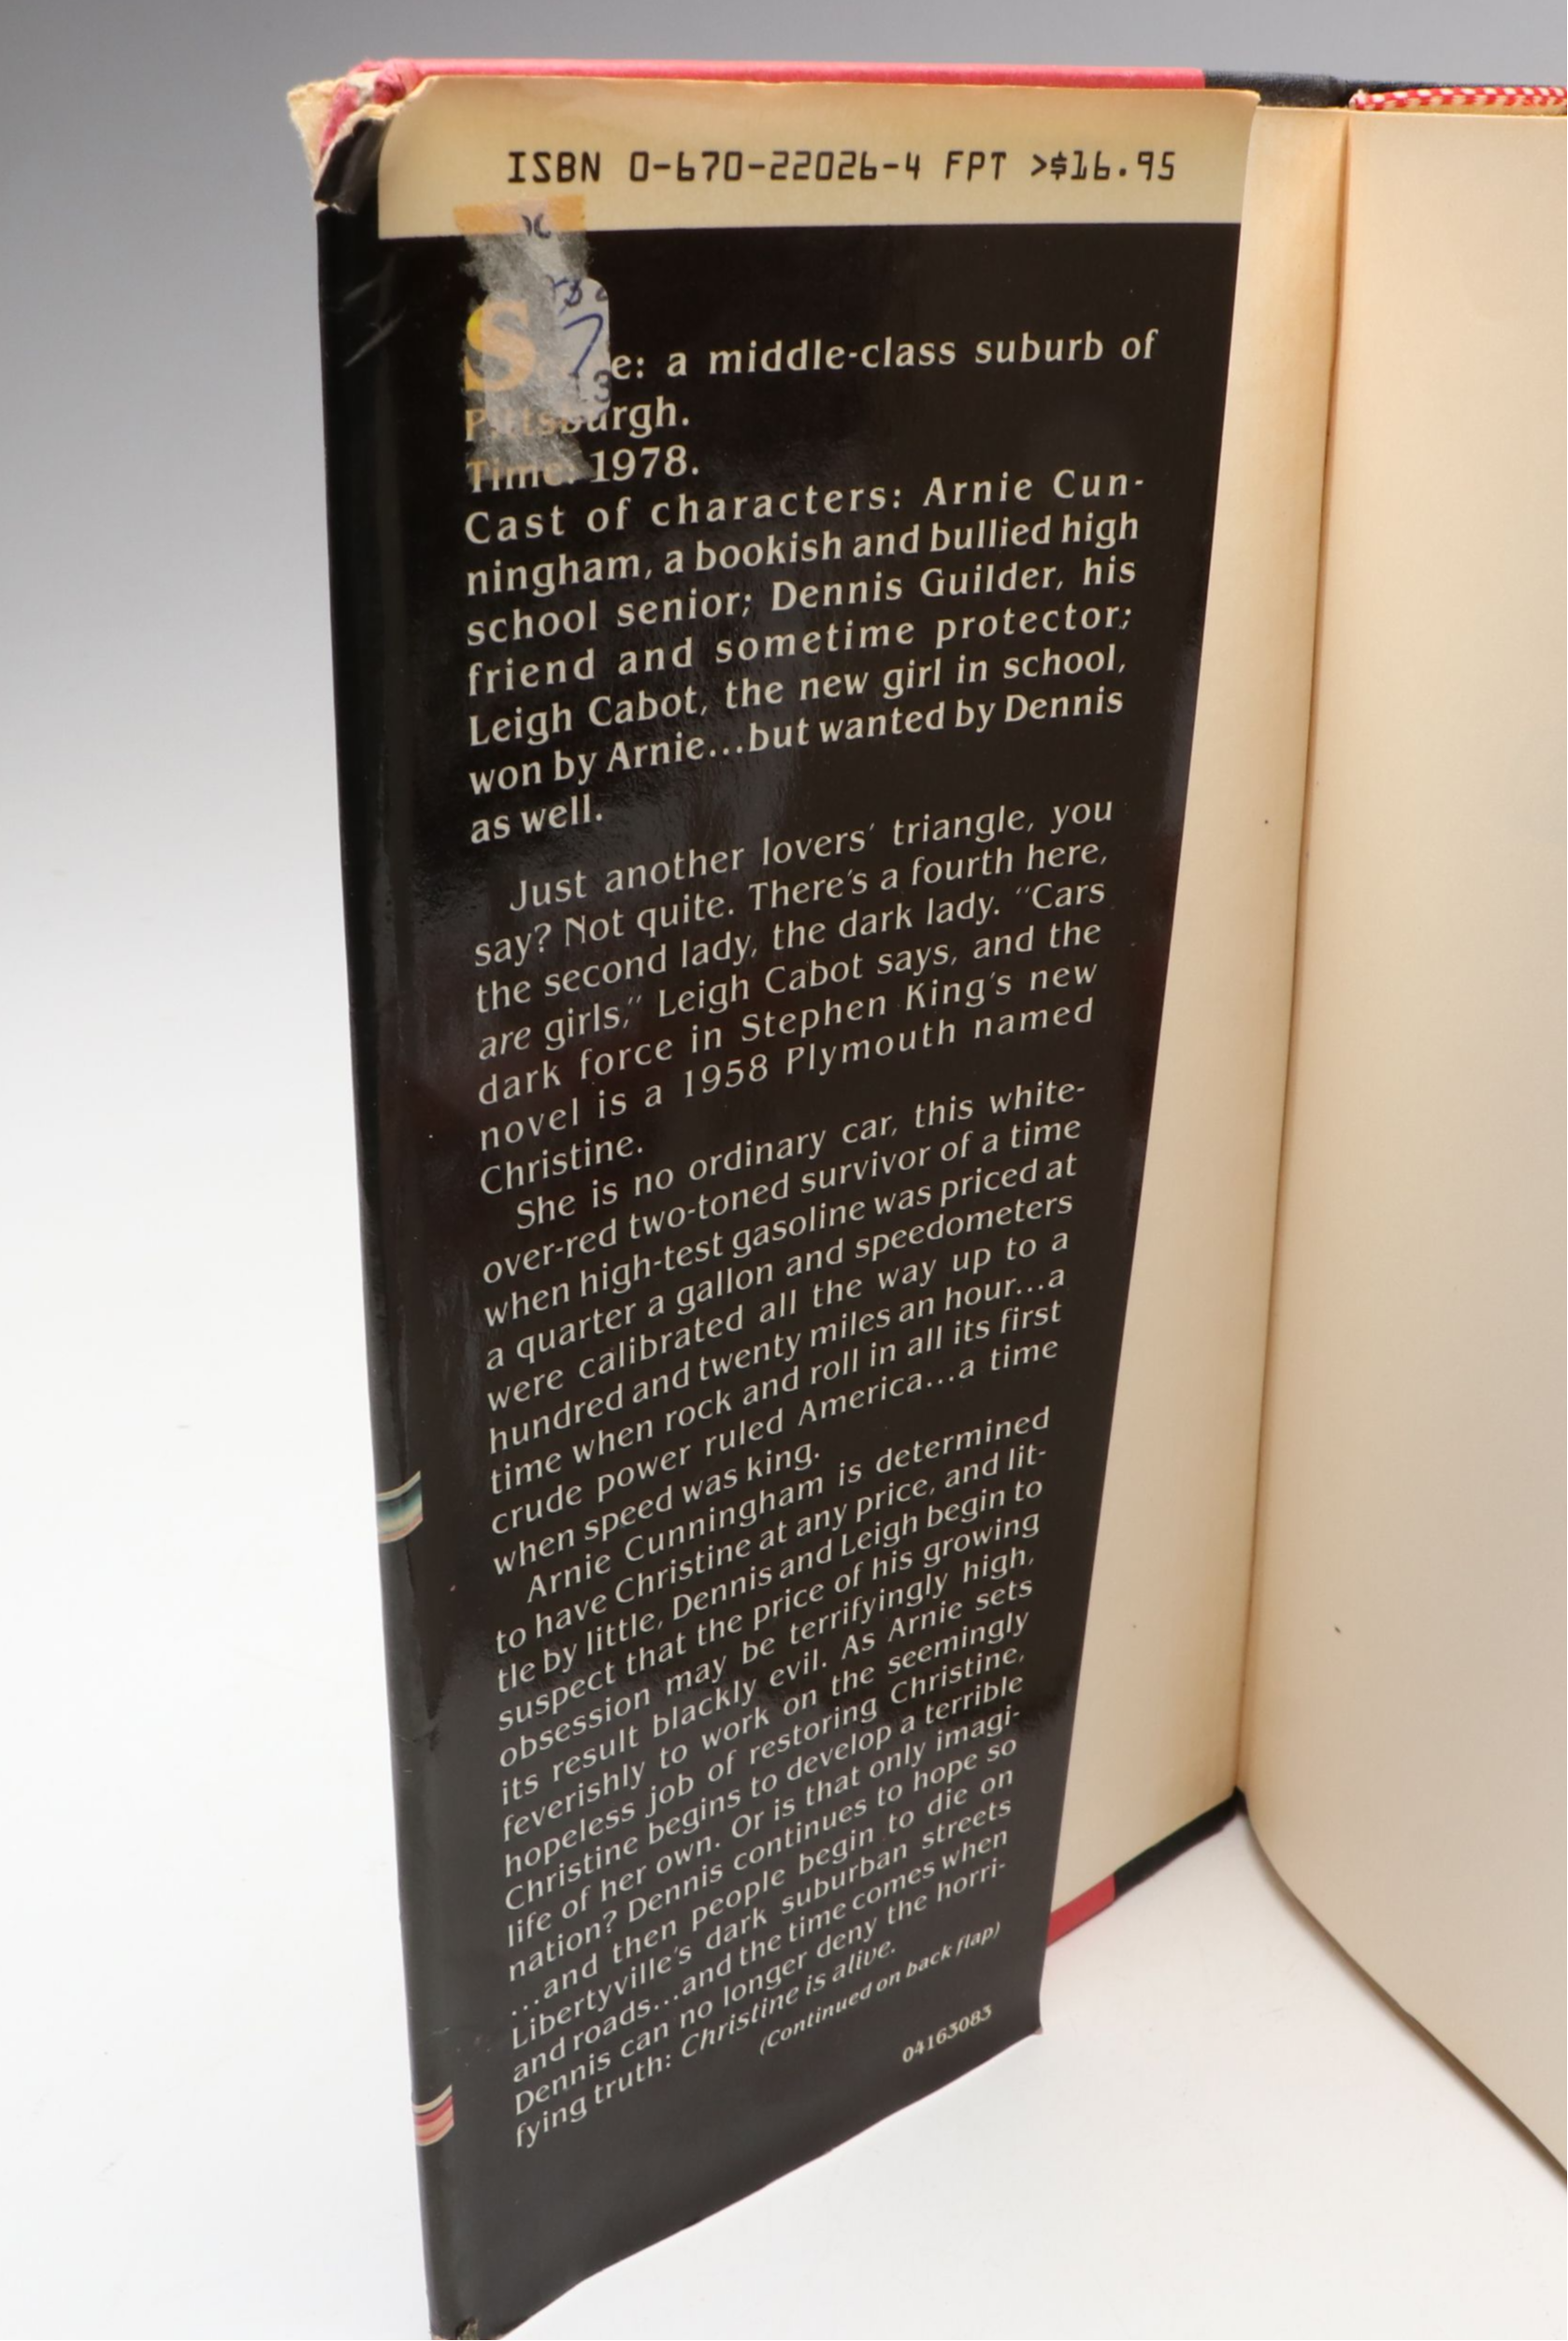 ISBN 0-670-22026-4 FPT >$16.95
S e: a middle-class suburb of
Pittsburgh.
Time: 1978.
Cast of characters: Arnie Cun-
ningham, a bookish and bullied high
school senior; Dennis Guilder, his
friend and sometime protector;
Leigh Cabot, the new girl in school,
won by Arnie...but wanted by Dennis
as well.
Just another lovers' triangle, you
say? Not quite. There's a fourth here,
the second lady, the dark lady. "Cars
are girls," Leigh Cabot says, and the
dark force in Stephen King's new
novel is a 1958 Plymouth named
Christine.
She is no ordinary car, this white-
over-red two-toned survivor of a time
when high-test gasoline was priced at
a quarter a gallon and speedometers
were calibrated all the way up to a
hundred and twenty miles an hour...a
time when rock and roll in all its first
crude power ruled America...a time
when speed was king.
Arnie Cunningham is determined
to have Christine at any price, and lit-
tle by little, Dennis and Leigh begin to
suspect that the price of his growing
obsession may be terrifyingly high,
its result blackly evil. As Arnie sets
feverishly to work on the seemingly
hopeless job of restoring Christine,
Christine begins to develop a terrible
life of her own. Or is that only imagi-
nation? Dennis continues to hope so
...and then people begin to die on
Libertyville's dark suburban streets
and roads...and the time comes when
Dennis can no longer deny the horri-
fying truth: Christine is alive.
(Continued on back flap)
04163083